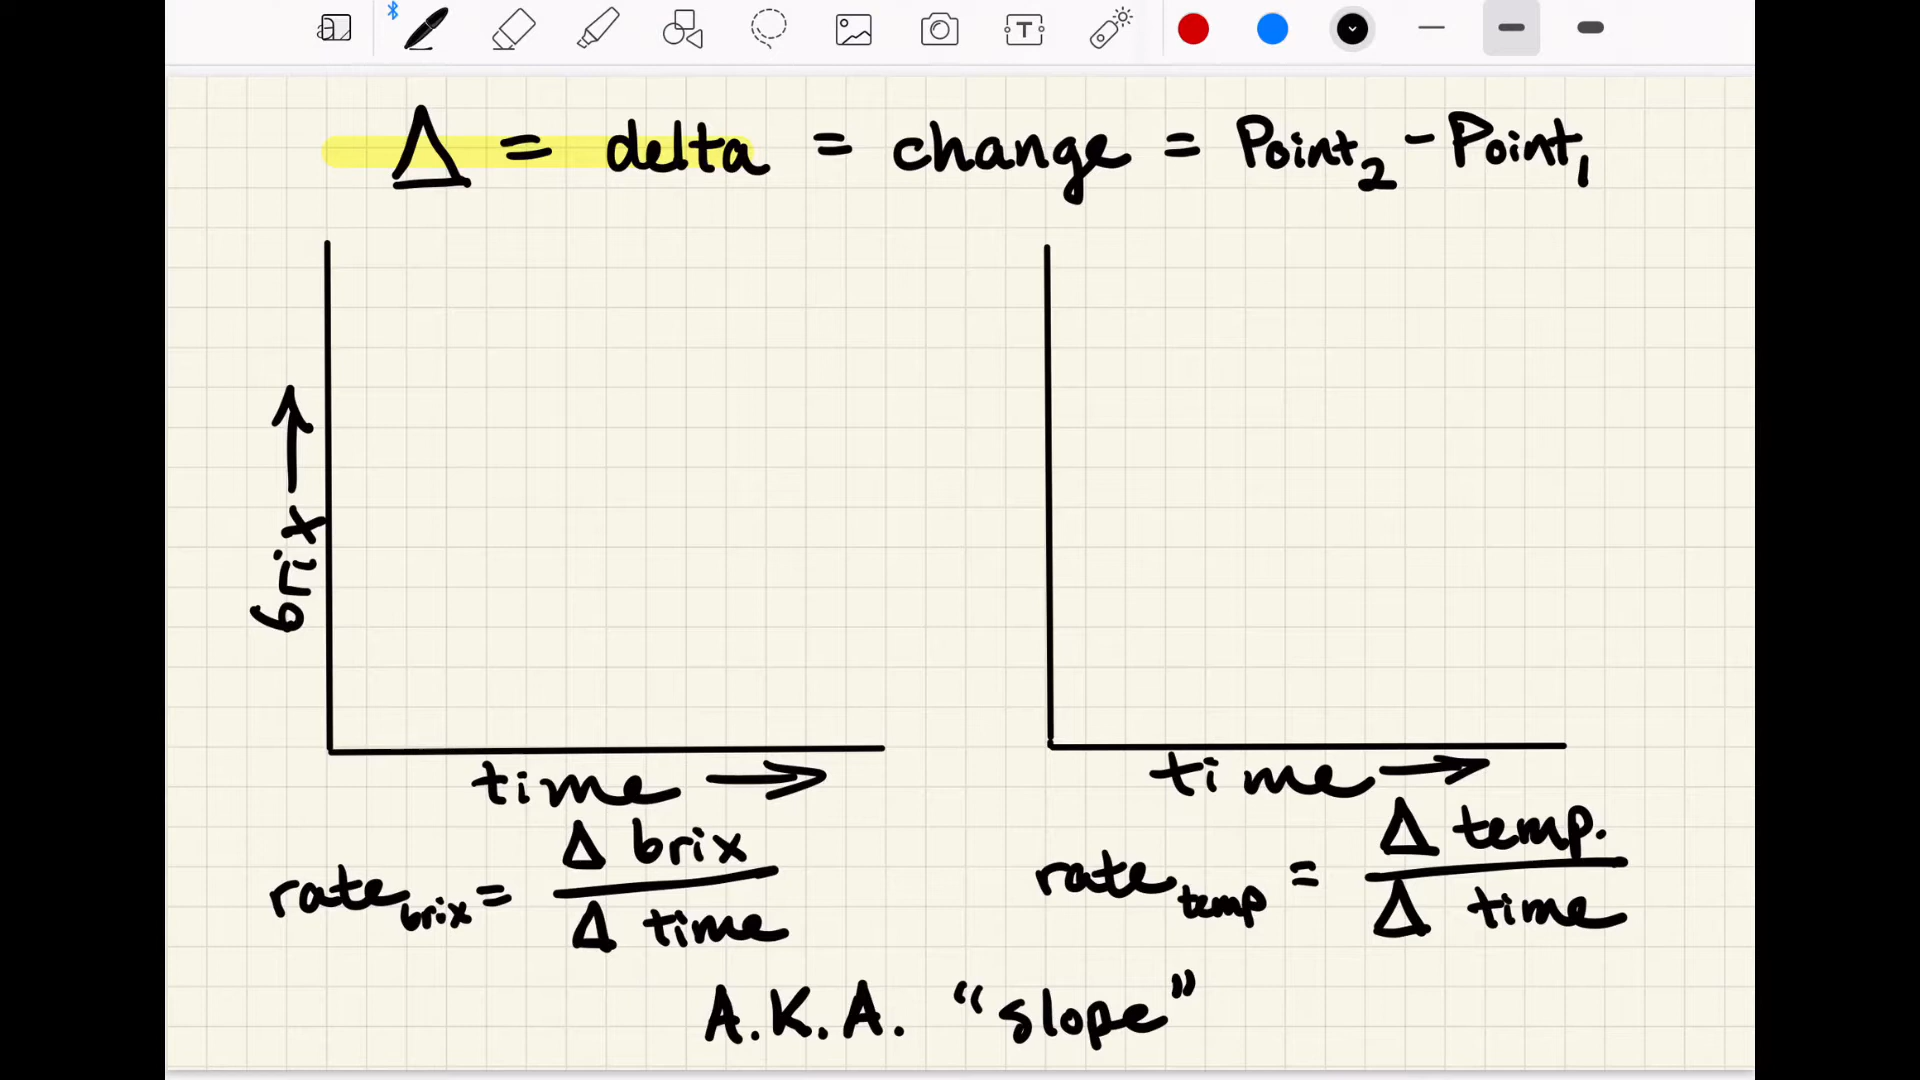 Δ = delta = change = Point₂ - Point₁
brix →
time →
time →
rate brix = Δ brix / Δ time
rate temp = Δ temp. / Δ time
A.K.A. “slope”